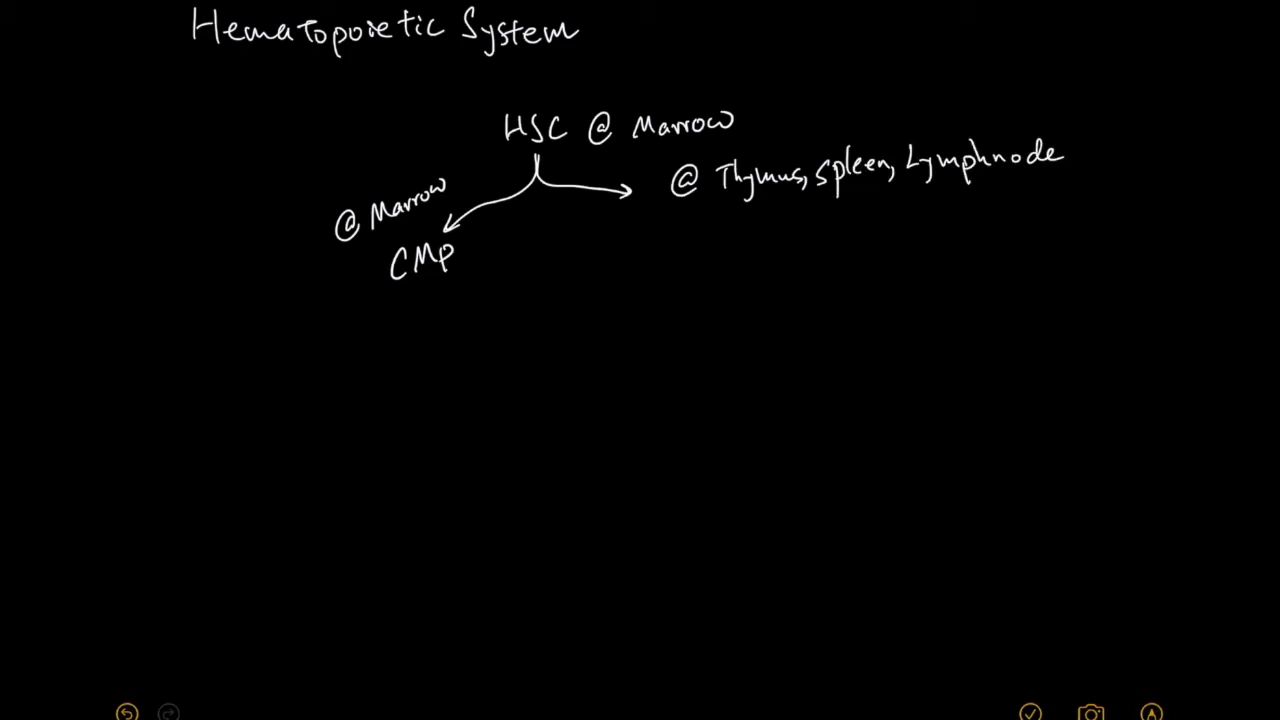 Hematopoietic System
HSC @ Marrow
@ Thymus, Spleen, Lymphnode
@ Marrow
CMP